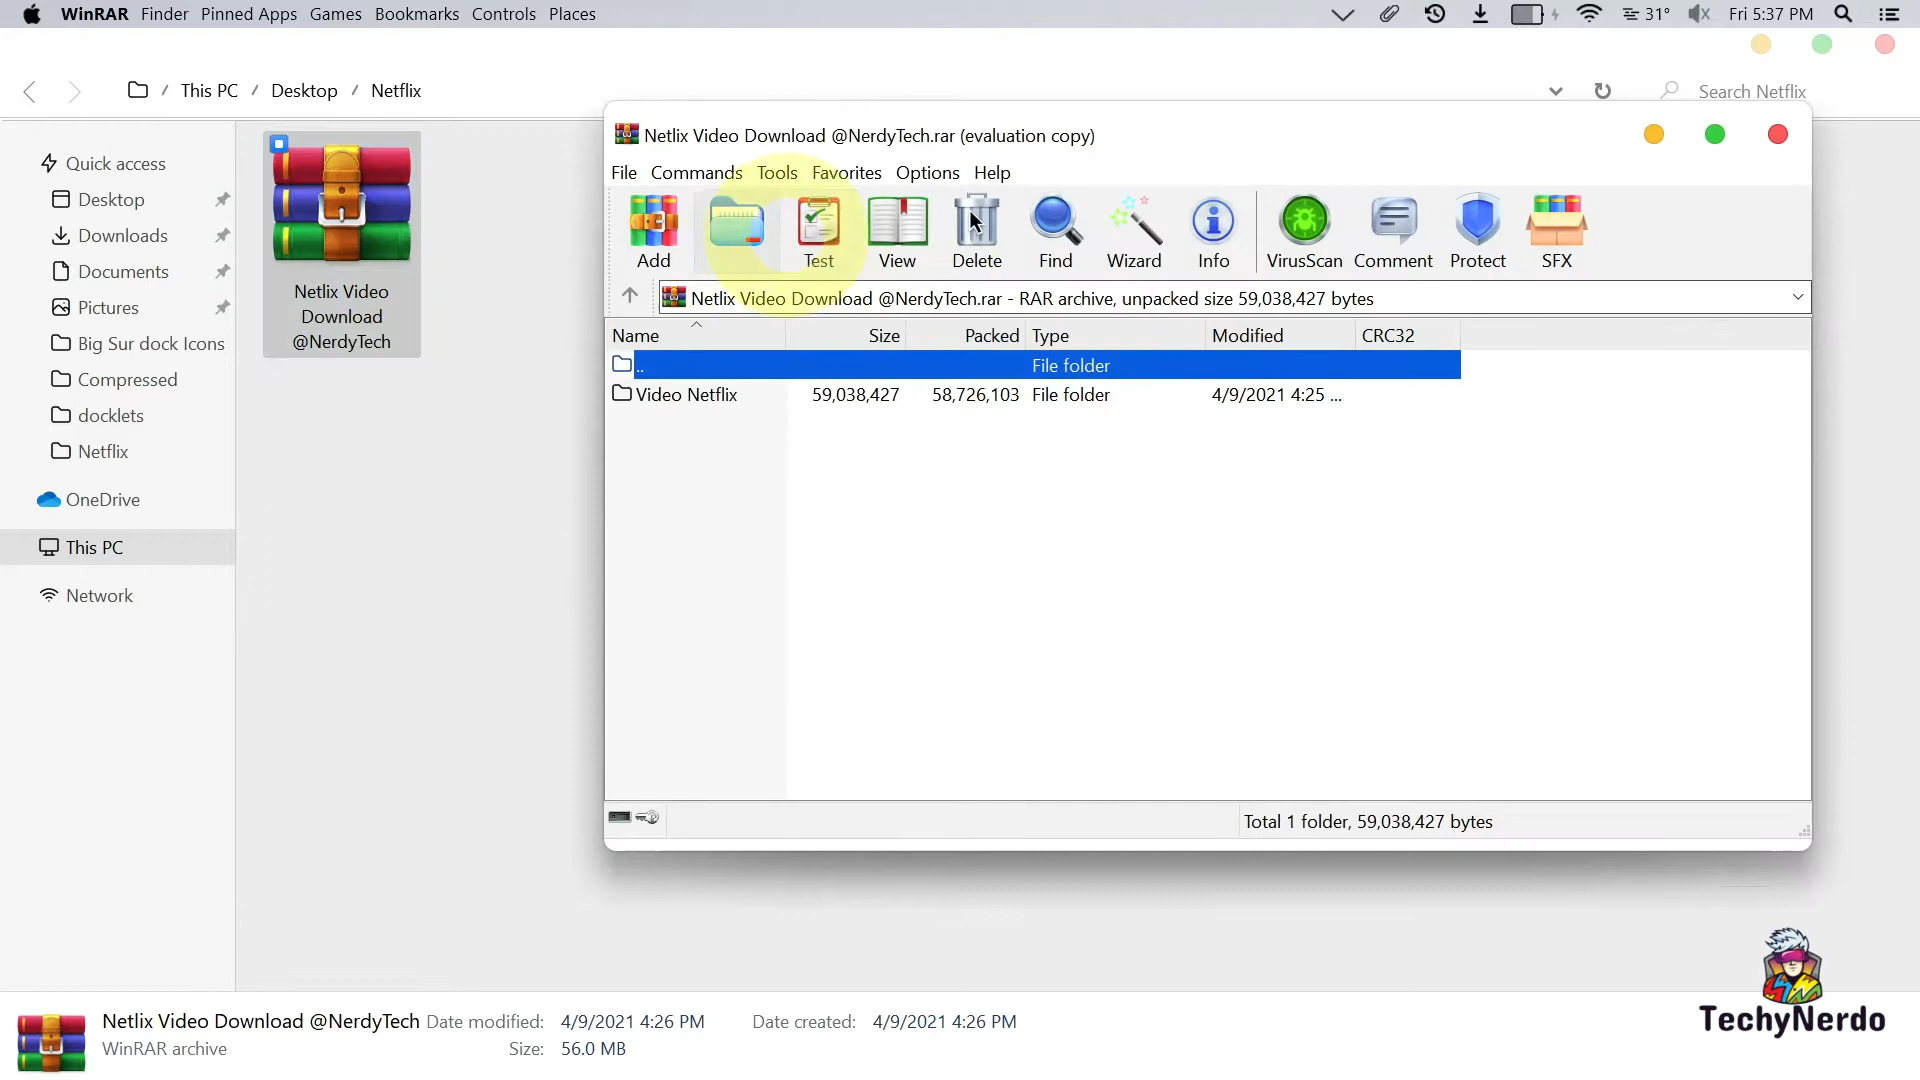 WinRAR Finder Pinned Apps Games Bookmarks Controls Places
31° Fri 5:37 PM
/ This PC / Desktop / Netflix
Search Netflix
Quick access
Desktop
Downloads
Documents
Pictures
Big Sur dock Icons
Compressed
docklets
Netflix
OneDrive
This PC
Network
Netlix Video
Download
@NerdyTech
Netlix Video Download @NerdyTech.rar (evaluation copy)
File Commands Tools Favorites Options Help
Add Test View Delete Find Wizard Info VirusScan Comment Protect SFX
Netlix Video Download @NerdyTech.rar - RAR archive, unpacked size 59,038,427 bytes
Name Size Packed Type Modified CRC32
.. File folder
Video Netflix 59,038,427 58,726,103 File folder 4/9/2021 4:25 ...
Total 1 folder, 59,038,427 bytes
TechyNerdo
Netlix Video Download @NerdyTech Date modified: 4/9/2021 4:26 PM Date created: 4/9/2021 4:26 PM
WinRAR archive Size: 56.0 MB